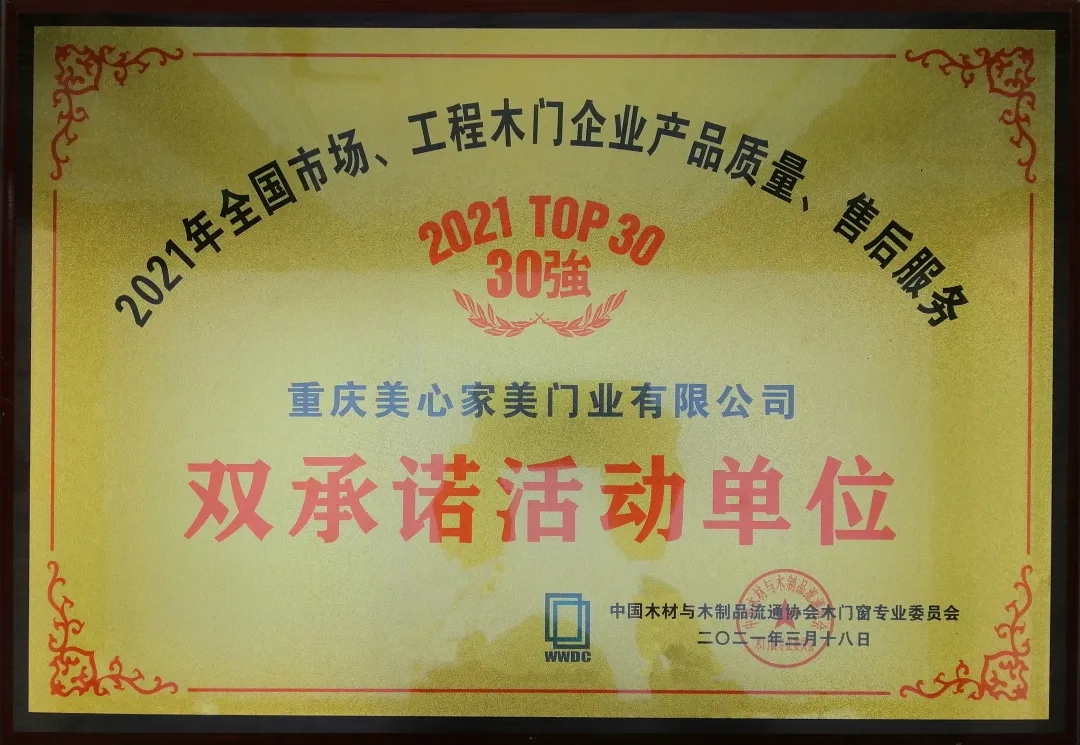 2021年全国市场、工程木门企业产品质量、售后服务
2021 TOP 30
30強
重庆美心家美门业有限公司
双承诺活动单位
WWDC
中国木材与木制品流通协会木门窗专业委员会
二〇二一年三月十八日